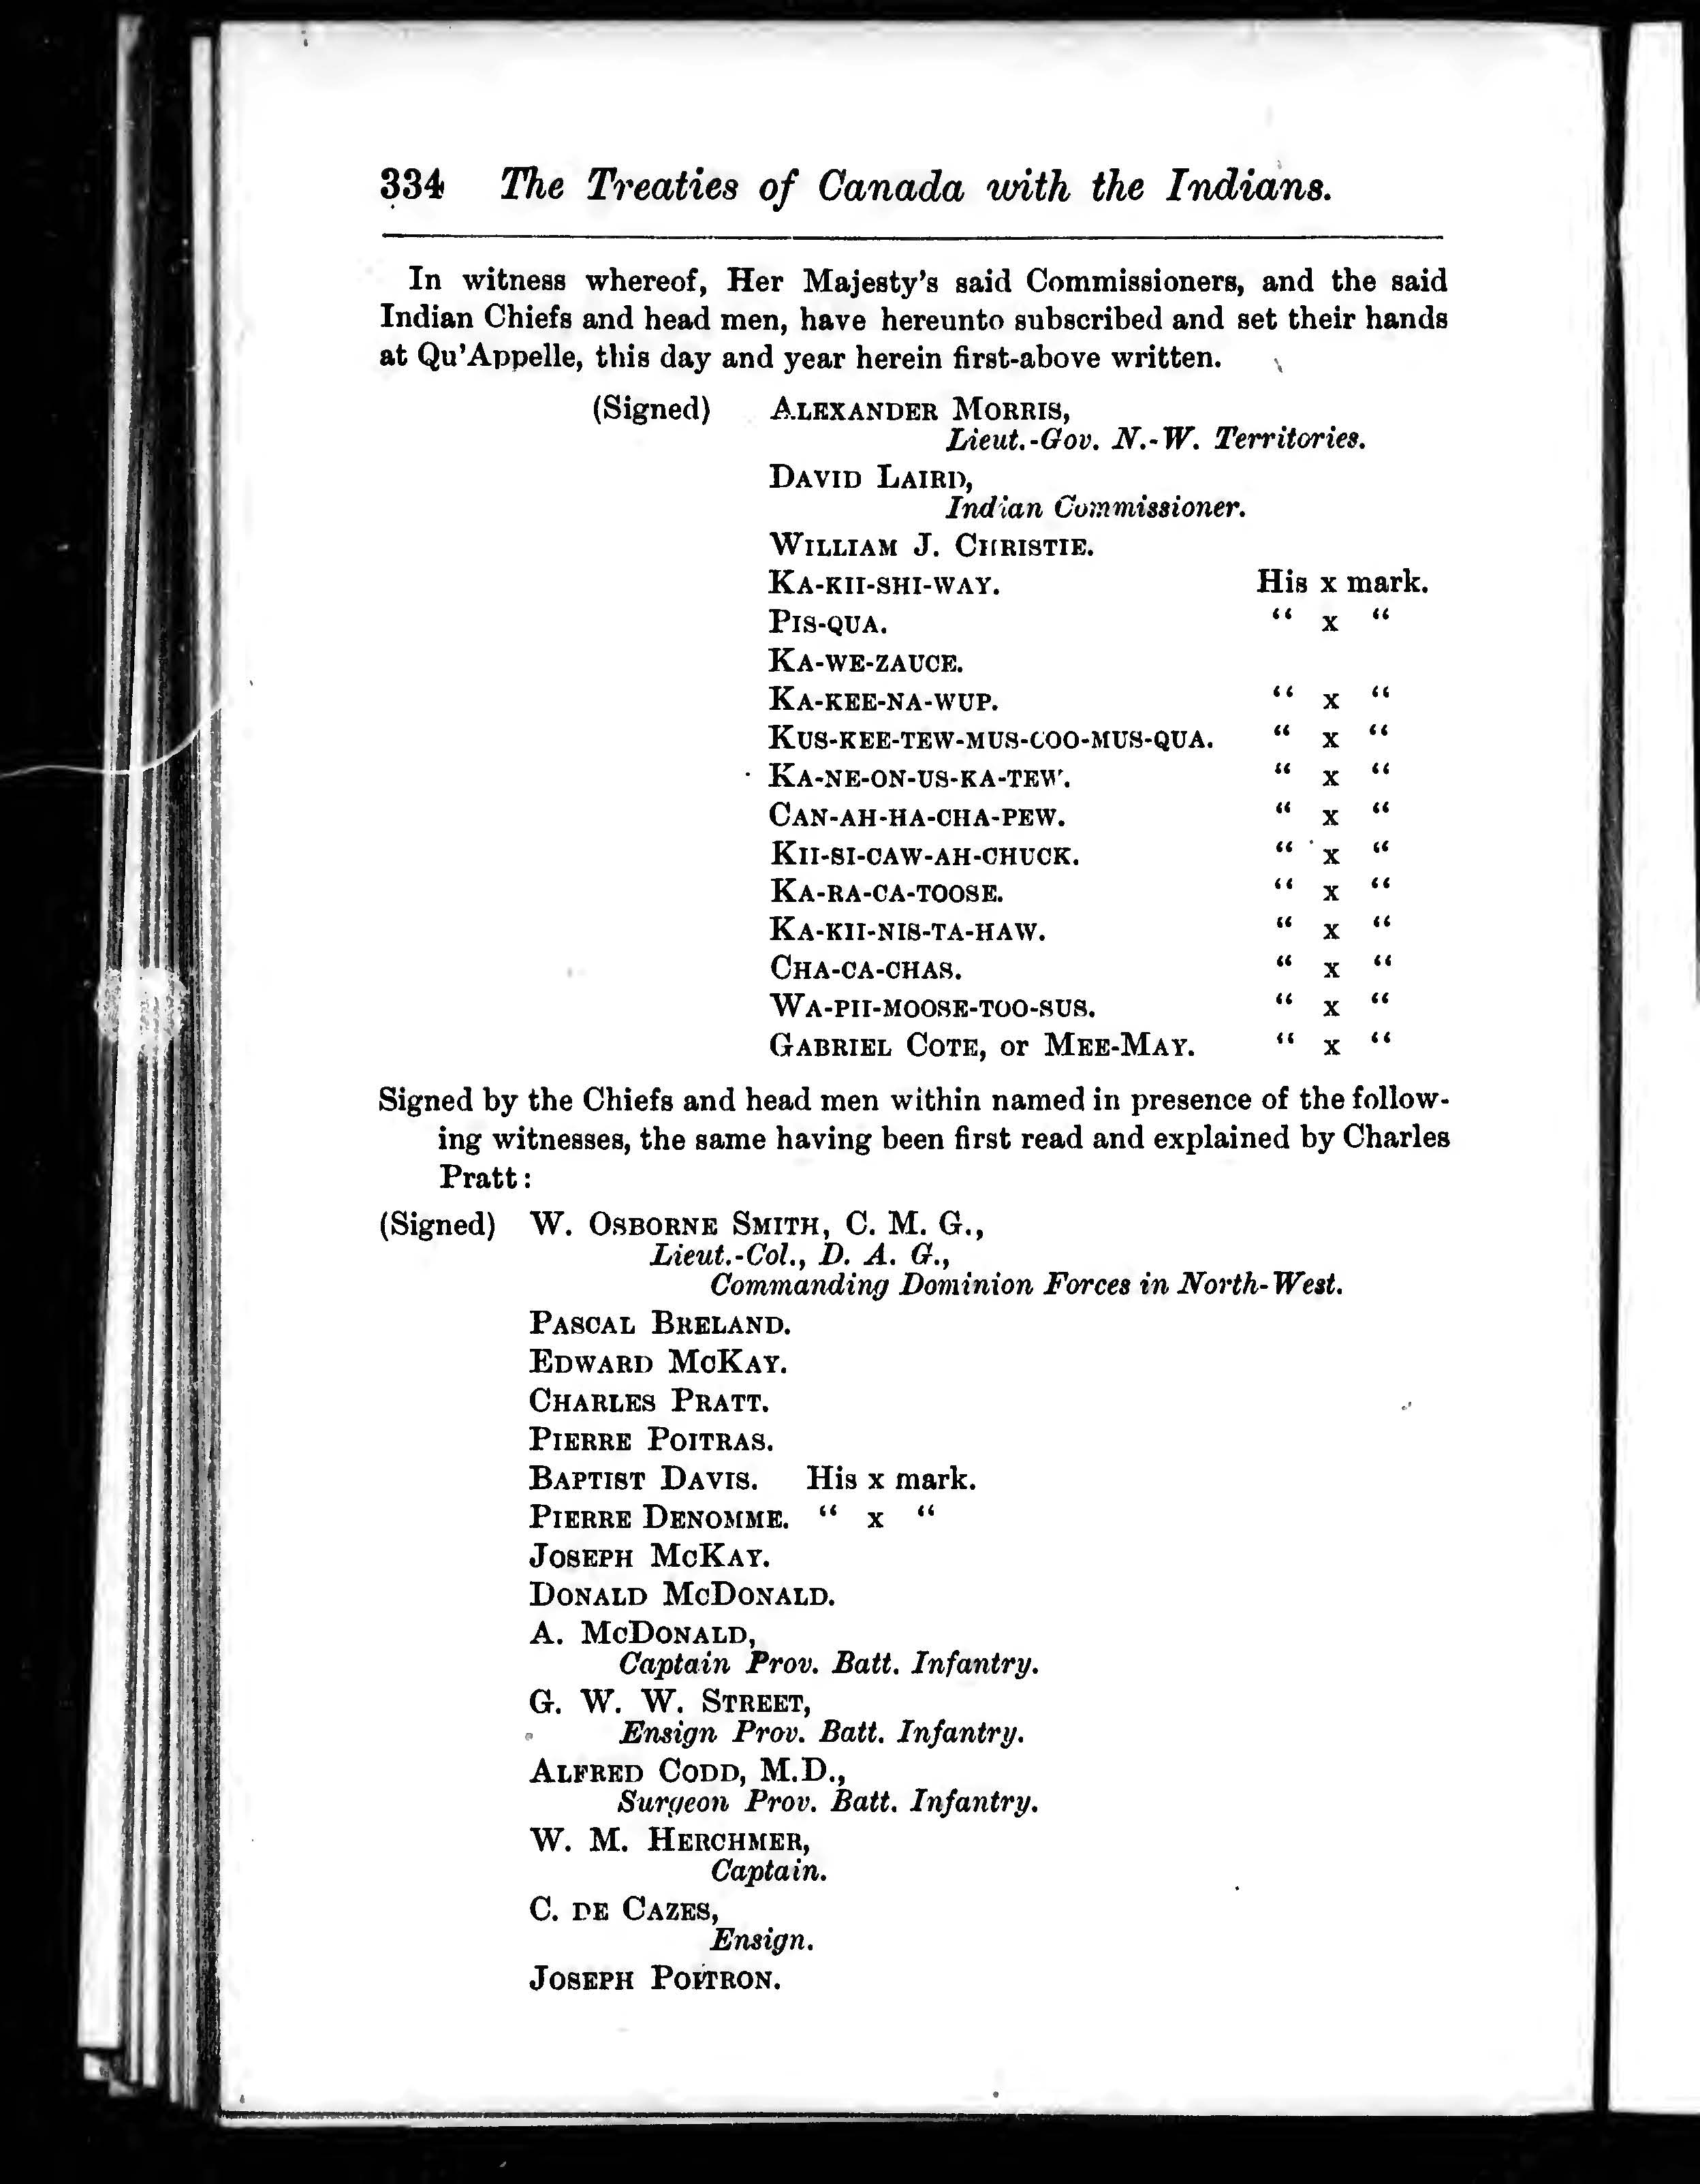 334 The Treaties of Canada with the Indians.
In witness whereof, Her Majesty's said Commissioners, and the said
Indian Chiefs and head men, have hereunto subscribed and set their hands
at Qu'Appelle, this day and year herein first-above written.
(Signed) ALEXANDER MORRIS,
Lieut.-Gov. N.-W. Territories.
DAVID LAIRD,
Indian Commissioner.
WILLIAM J. CHRISTIE.
KA-KII-SHI-WAY. His x mark.
PIS-QUA. “ x “
KA-WE-ZAUCE.
KA-KEE-NA-WUP. “ x “
KUS-KEE-TEW-MUS-COO-MUS-QUA. “ x “
KA-NE-ON-US-KA-TEW. “ x “
CAN-AH-HA-CHA-PEW. “ x “
KII-SI-CAW-AH-CHUCK. “ x “
KA-RA-CA-TOOSE. “ x “
KA-KII-NIS-TA-HAW. “ x “
CHA-CA-CHAS. “ x “
WA-PII-MOOSE-TOO-SUS. “ x “
GABRIEL COTE, or MEE-MAY. “ x “
Signed by the Chiefs and head men within named in presence of the follow-
ing witnesses, the same having been first read and explained by Charles
Pratt:
(Signed) W. OSBORNE SMITH, C. M. G.,
Lieut.-Col., D. A. G.,
Commanding Dominion Forces in North-West.
PASCAL BRELAND.
EDWARD MCKAY.
CHARLES PRATT.
PIERRE POITRAS.
BAPTIST DAVIS. His x mark.
PIERRE DENOMME. “ x “
JOSEPH MCKAY.
DONALD MCDONALD.
A. MCDONALD,
Captain Prov. Batt. Infantry.
G. W. W. STREET,
Ensign Prov. Batt. Infantry.
ALFRED CODD, M.D.,
Surgeon Prov. Batt. Infantry.
W. M. HERCHMER,
Captain.
C. DE CAZES,
Ensign.
JOSEPH POITRON.